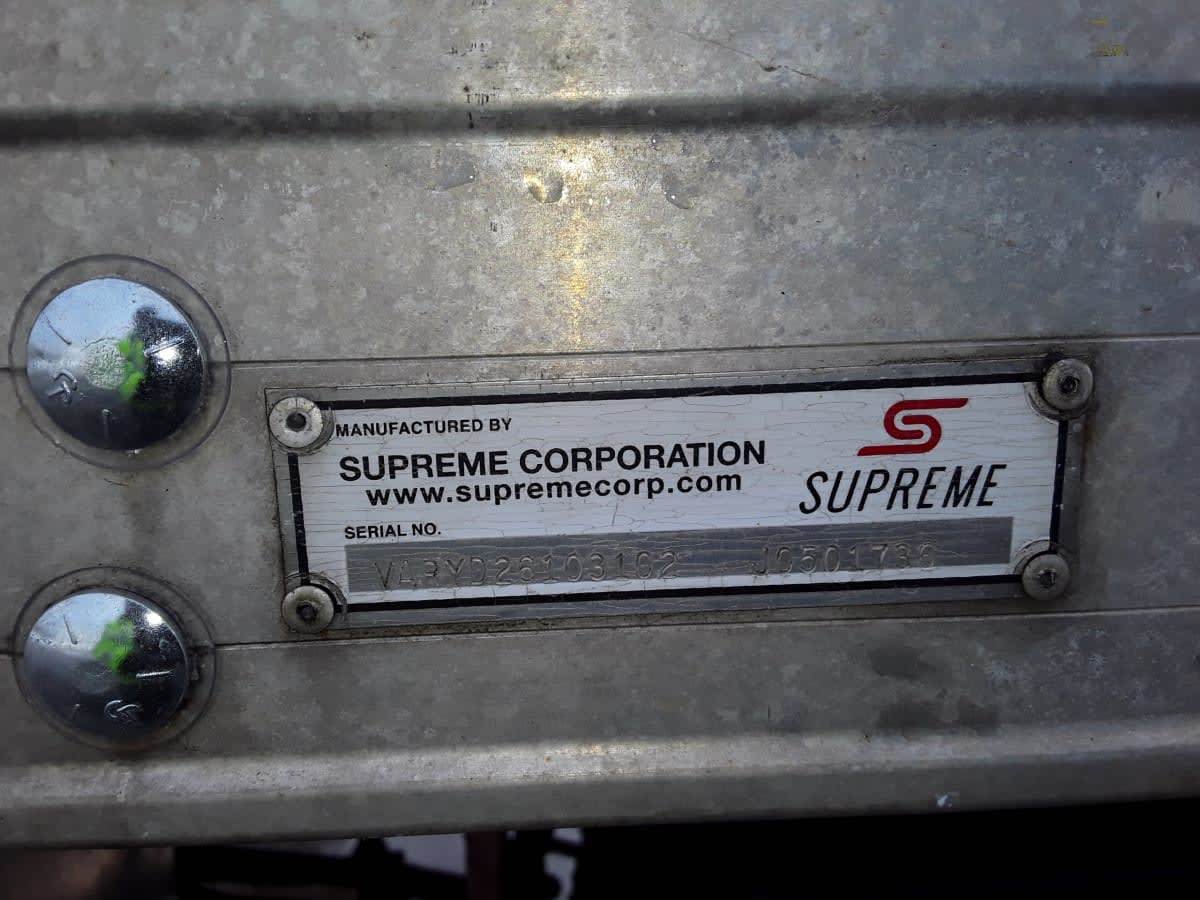 MANUFACTURED BY
SUPREME CORPORATION
www.supremecorp.com
SUPREME
SERIAL NO.